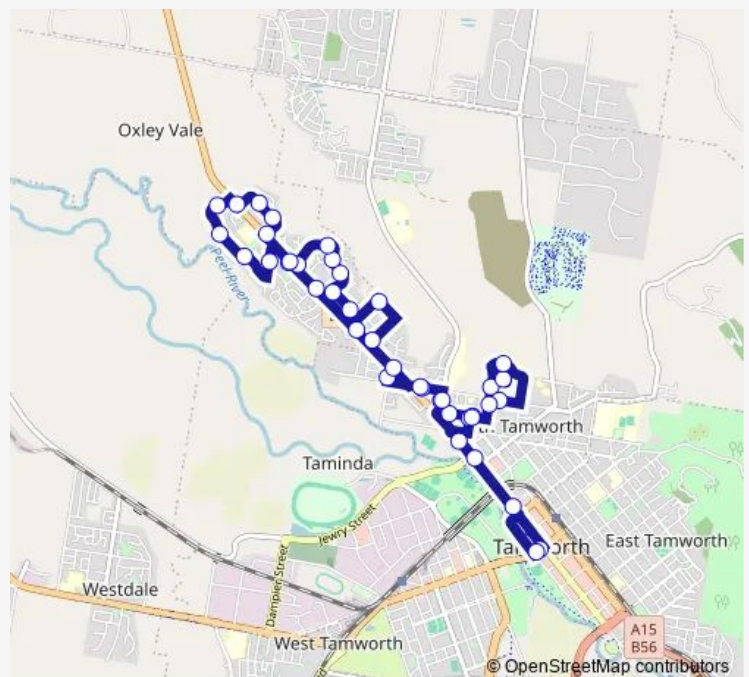 Oxley Vale
Peel River
Tamworth
Taminda
Jewry Street
Tamworth
East Tamworth
Dampier Street
Westdale
West Tamworth
A15
B56
© OpenStreetMap contributors